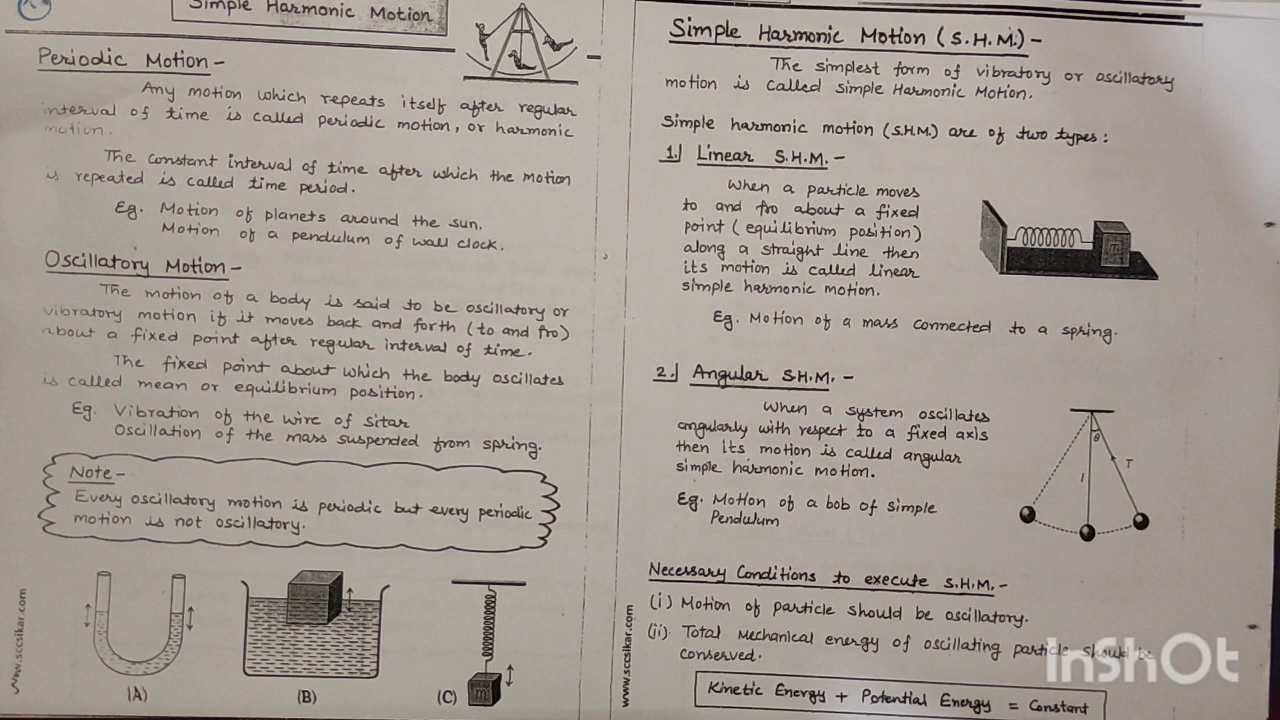 Simple Harmonic Motion
Periodic Motion -
Any motion which repeats itself after regular
interval of time is called periodic motion, or harmonic
motion.
The constant interval of time after which the motion
is repeated is called time period.
Eg. Motion of planets around the sun.
Motion of a pendulum of wall clock.
Oscillatory Motion -
The motion of a body is said to be oscillatory or
vibratory motion if it moves back and forth (to and fro)
about a fixed point after regular interval of time.
The fixed point about which the body oscillates
is called mean or equilibrium position.
Eg. Vibration of the wire of Sitar
Oscillation of the mass suspended from spring.
Note -
Every oscillatory motion is periodic but every periodic
motion is not oscillatory.
(A) (B) (C)
m
www.sccsikar.com
Simple Harmonic Motion (S.H.M.) -
The simplest form of vibratory or oscillatory
motion is called Simple Harmonic Motion.
Simple harmonic motion (S.H.M.) are of two types:
1.] Linear S.H.M. -
When a particle moves
to and fro about a fixed
point (equilibrium position)
along a straight line then
its motion is called linear
simple harmonic motion.
m
Eg. Motion of a mass connected to a spring.
2.] Angular S.H.M. -
When a system oscillates
angularly with respect to a fixed axis
then its motion is called angular
simple harmonic motion.
Eg. Motion of a bob of simple
Pendulum
θ
T
l
Necessary Conditions to execute S.H.M. -
(i) Motion of particle should be oscillatory.
(ii). Total Mechanical energy of oscillating particle should be
conserved.
Kinetic Energy + Potential Energy = Constant
www.sccsikar.com
InShOt